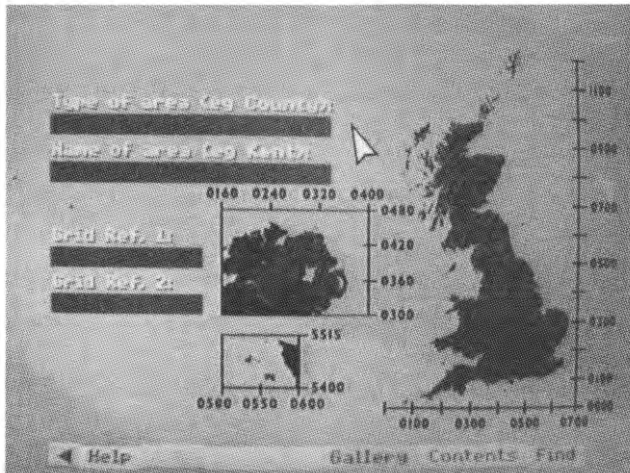 Type of area (eg County):
Name of area (eg Kent):
0160 0240 0320 0400
0480
0420
0360
0300
Grid Ref. 1:
Grid Ref. 2:
5515
5400
0500 0550 0600
1100
0900
0700
0500
0300
0100
0000
0100 0300 0500 0700
Help Gallery Contents Find